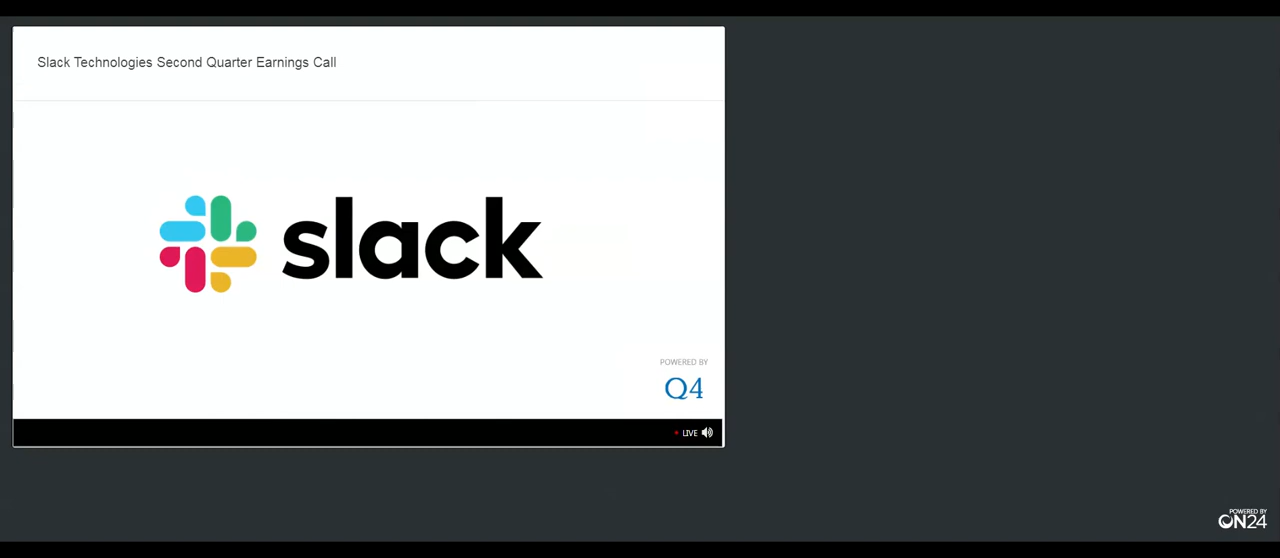 Slack Technologies Second Quarter Earnings Call
slack
POWERED BY
Q4
LIVE
POWERED BY
ON24